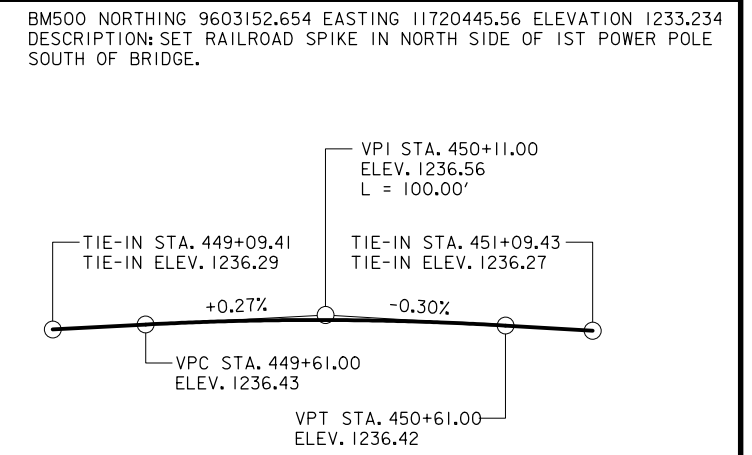 BM500 NORTHING 9603152.654 EASTING 11720445.56 ELEVATION 1233.234
DESCRIPTION: SET RAILROAD SPIKE IN NORTH SIDE OF 1ST POWER POLE
SOUTH OF BRIDGE.
VPI STA. 450+11.00
ELEV. 1236.56
L = 100.00'
TIE-IN STA. 449+09.41
TIE-IN ELEV. 1236.29
TIE-IN STA. 451+09.43
TIE-IN ELEV. 1236.27
+0.27%
-0.30%
VPC STA. 449+61.00
ELEV. 1236.43
VPT STA. 450+61.00
ELEV. 1236.42